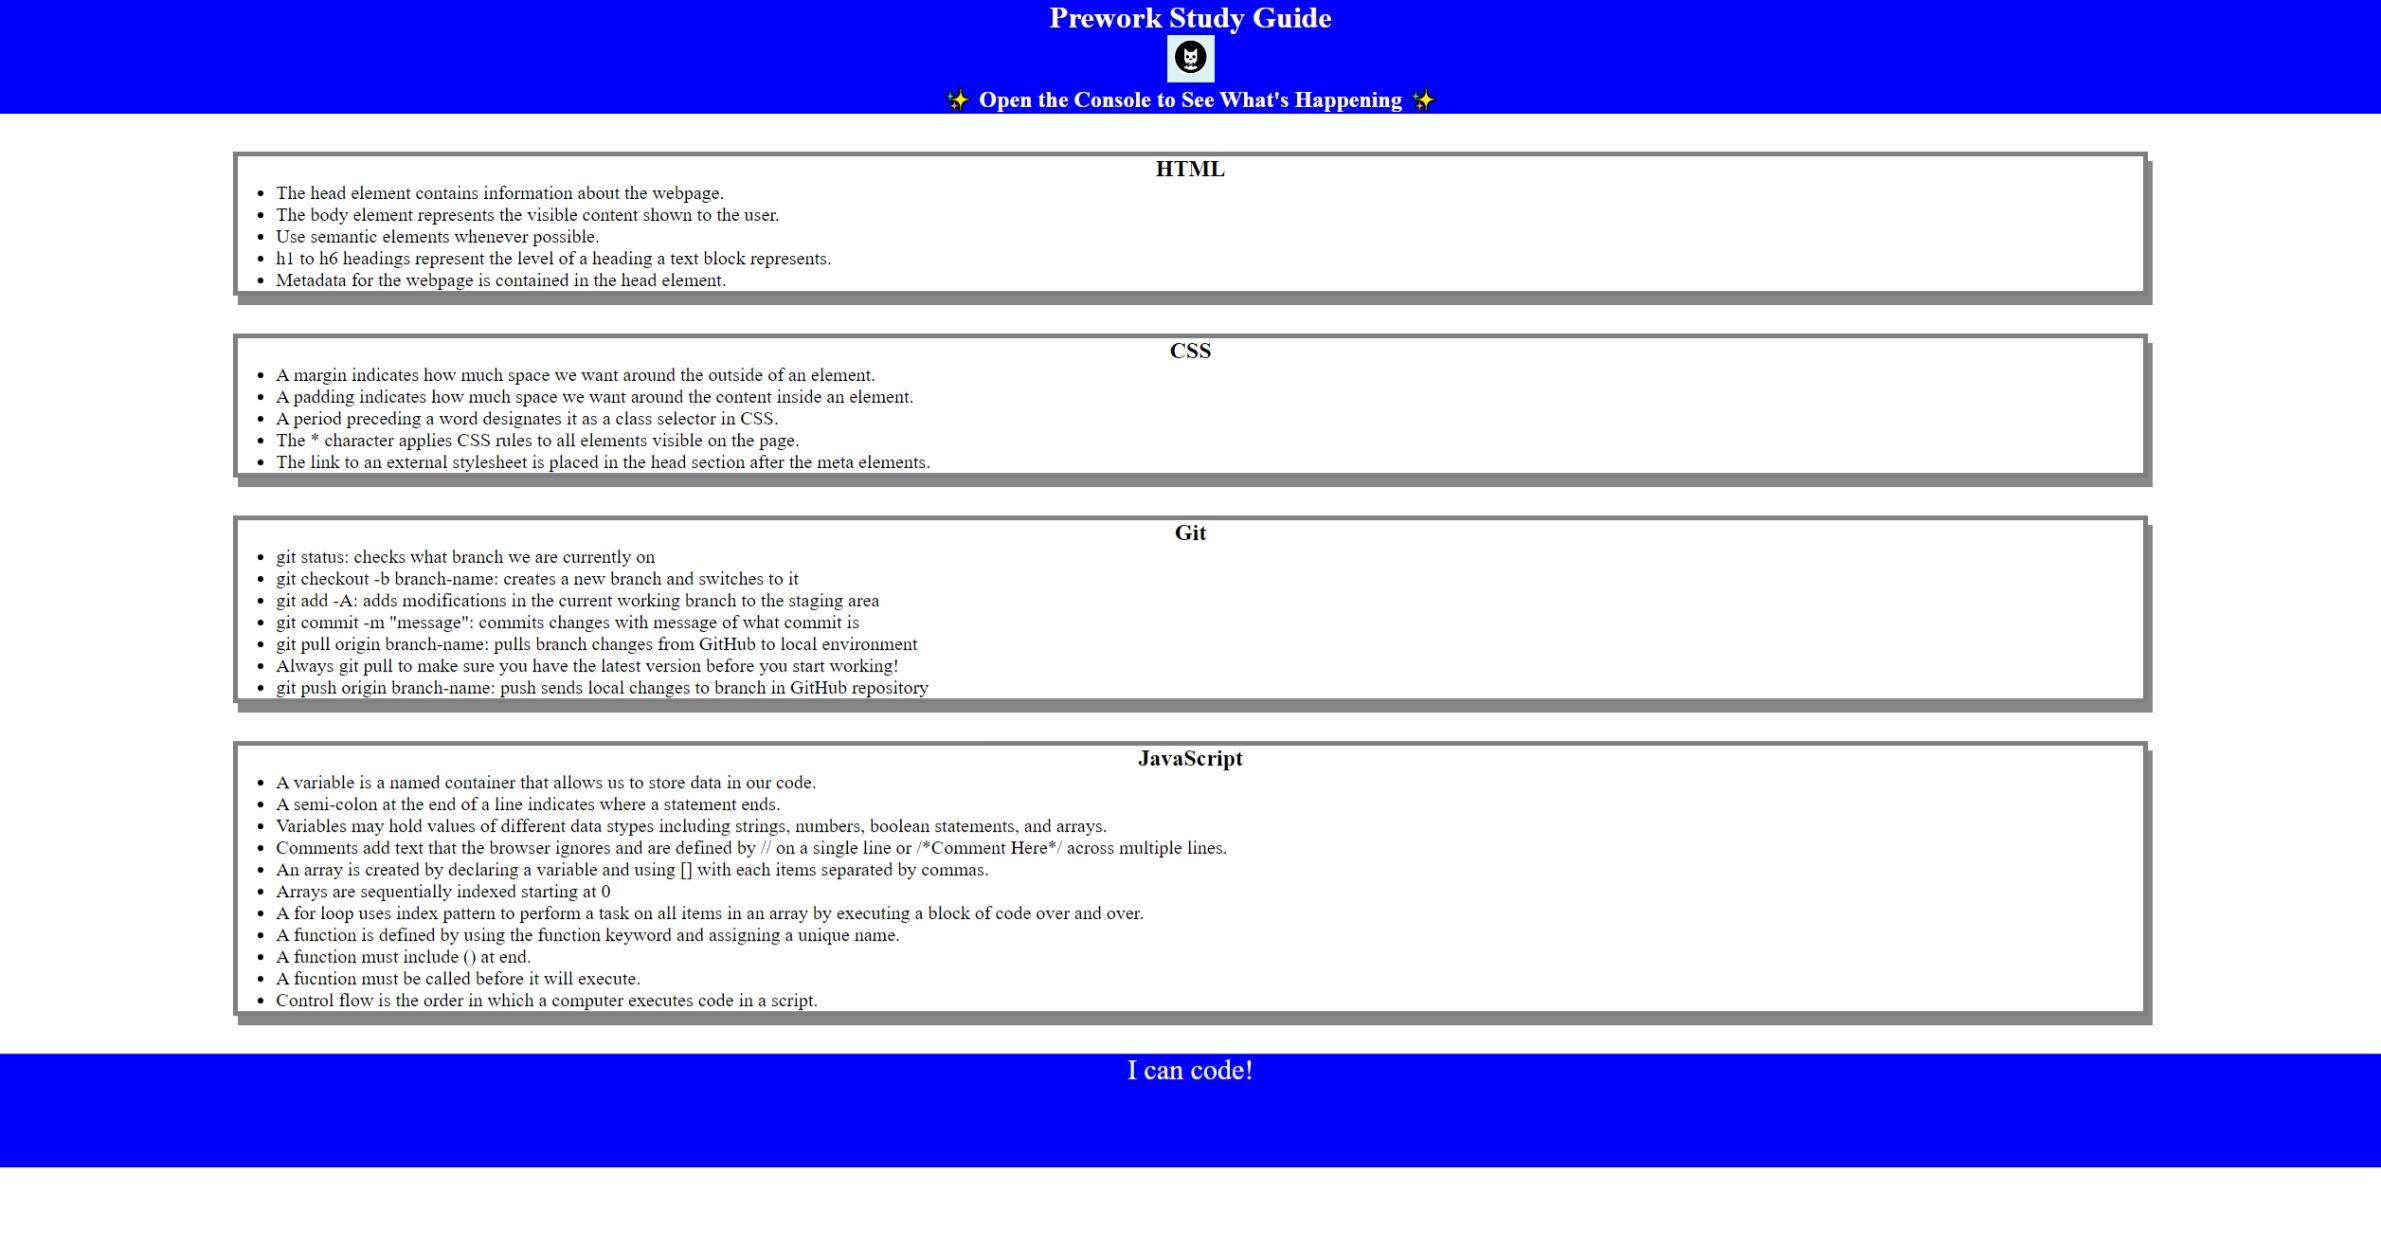 Prework Study Guide
✨ Open the Console to See What's Happening ✨
HTML
• The head element contains information about the webpage.
• The body element represents the visible content shown to the user.
• Use semantic elements whenever possible.
• h1 to h6 headings represent the level of a heading a text block represents.
• Metadata for the webpage is contained in the head element.
CSS
• A margin indicates how much space we want around the outside of an element.
• A padding indicates how much space we want around the content inside an element.
• A period preceding a word designates it as a class selector in CSS.
• The * character applies CSS rules to all elements visible on the page.
• The link to an external stylesheet is placed in the head section after the meta elements.
Git
• git status: checks what branch we are currently on
• git checkout -b branch-name: creates a new branch and switches to it
• git add -A: adds modifications in the current working branch to the staging area
• git commit -m "message": commits changes with message of what commit is
• git pull origin branch-name: pulls branch changes from GitHub to local environment
• Always git pull to make sure you have the latest version before you start working!
• git push origin branch-name: push sends local changes to branch in GitHub repository
JavaScript
• A variable is a named container that allows us to store data in our code.
• A semi-colon at the end of a line indicates where a statement ends.
• Variables may hold values of different data stypes including strings, numbers, boolean statements, and arrays.
• Comments add text that the browser ignores and are defined by // on a single line or /*Comment Here*/ across multiple lines.
• An array is created by declaring a variable and using [] with each items separated by commas.
• Arrays are sequentially indexed starting at 0
• A for loop uses index pattern to perform a task on all items in an array by executing a block of code over and over.
• A function is defined by using the function keyword and assigning a unique name.
• A function must include () at end.
• A fucntion must be called before it will execute.
• Control flow is the order in which a computer executes code in a script.
I can code!